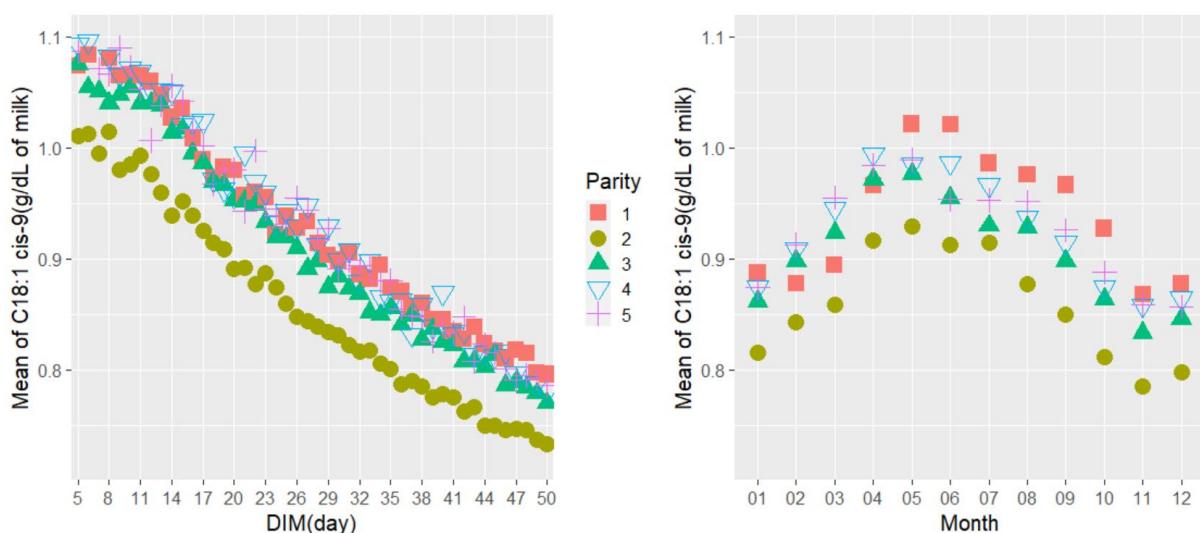 Mean of C18:1 cis-9(g/dL of milk)
1.1
1.0
0.9
0.8
5 8 11 14 17 20 23 26 29 32 35 38 41 44 47 50
DIM(day)
Parity
1
2
3
4
5
Mean of C18:1 cis-9(g/dL of milk)
1.1
1.0
0.9
0.8
01 02 03 04 05 06 07 08 09 10 11 12
Month